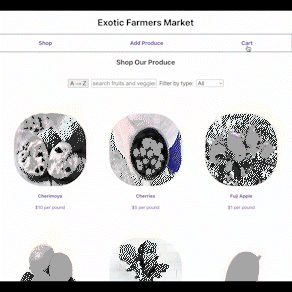 Exotic Farmers Market
Shop Add Produce Cart
Shop Our Produce
A → Z search fruits and veggies Filter by type: All
Cherimoya Cherries Fuji Apple
$10 per pound $5 per pound $1 per pound